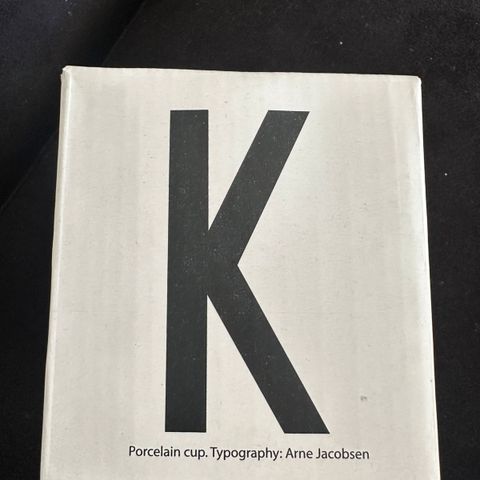 K
Porcelain cup. Typography: Arne Jacobsen